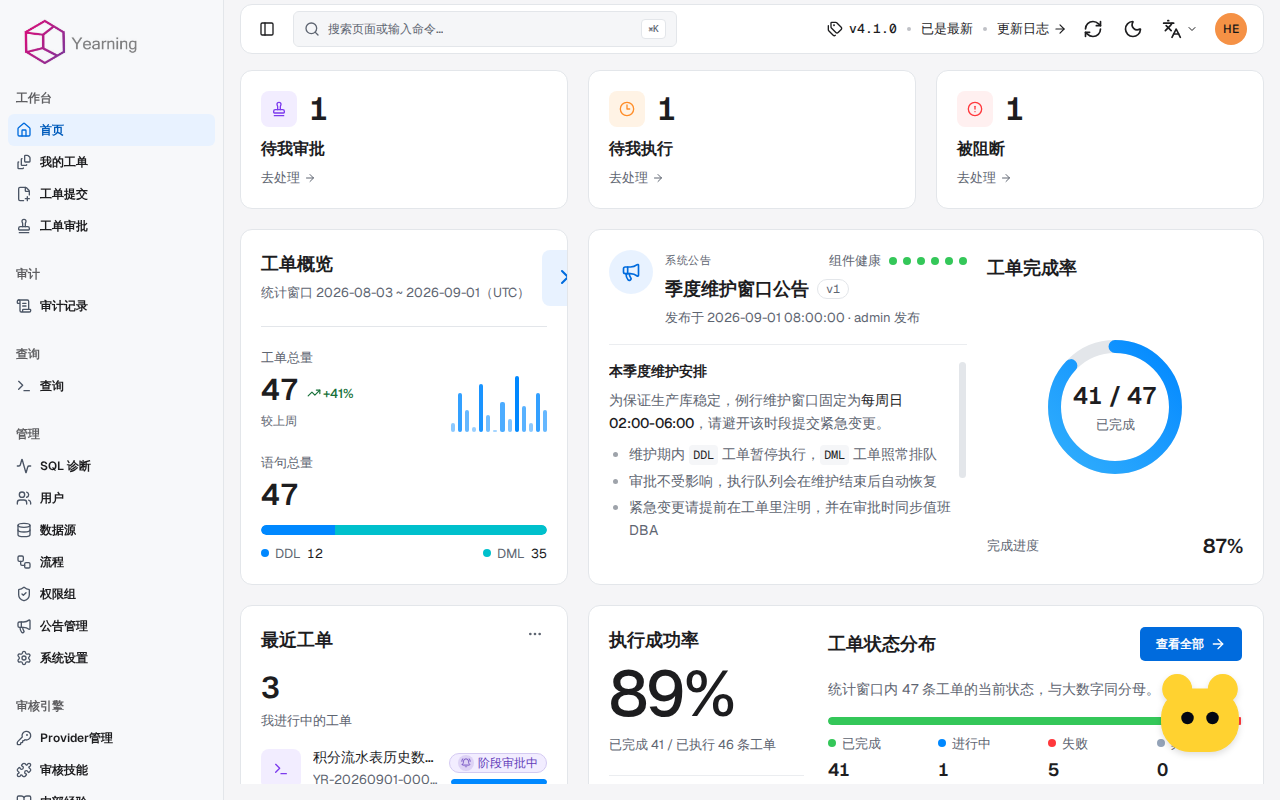 Yearning
工作台
首页
我的工单
工单提交
工单审批
审计
审计记录
查询
查询
管理
SQL 诊断
用户
数据源
流程
权限组
公告管理
系统设置
审核引擎
Provider管理
审核技能
搜索页面或输入命令…
⌘K
v4.1.0
已是最新
更新日志
HE
1
待我审批
去处理
1
待我执行
去处理
1
被阻断
去处理
工单概览
统计窗口 2026-08-03 ~ 2026-09-01（UTC）
工单总量
47
+41%
较上周
语句总量
47
DDL 12
DML 35
系统公告
组件健康
季度维护窗口公告 v1
发布于 2026-09-01 08:00:00 · admin 发布
本季度维护安排
为保证生产库稳定，例行维护窗口固定为每周日
02:00-06:00，请避开该时段提交紧急变更。
维护期内 DDL 工单暂停执行，DML 工单照常排队
审批不受影响，执行队列会在维护结束后自动恢复
紧急变更请提前在工单里注明，并在审批时同步值班
DBA
工单完成率
41 / 47
已完成
完成进度
87%
最近工单
3
我进行中的工单
积分流水表历史数...
YR-20260901-000...
阶段审批中
执行成功率
89%
已完成 41 / 已执行 46 条工单
工单状态分布
查看全部
统计窗口内 47 条工单的当前状态，与大数字同分母。
已完成
进行中
失败
41
1
5
0